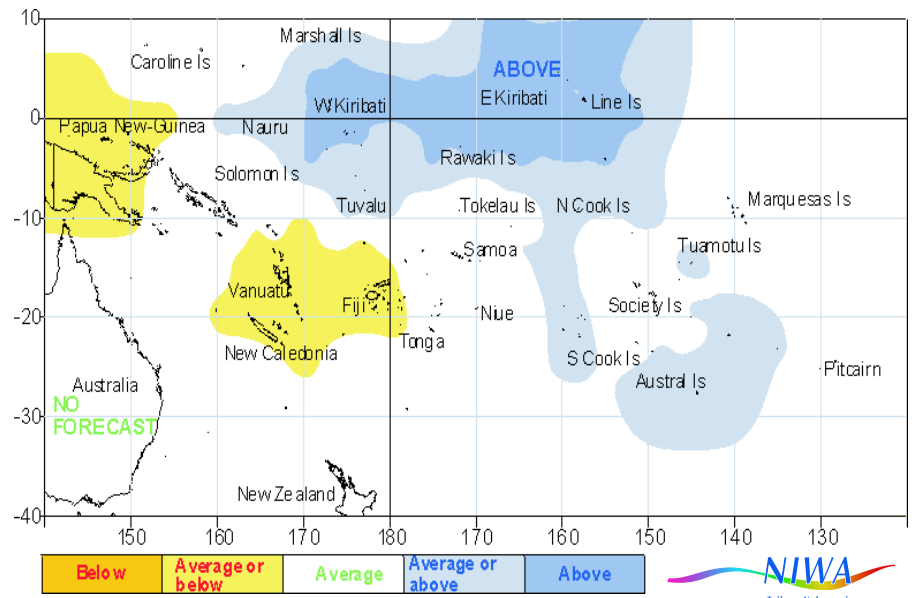 10
Marshall Is
Caroline Is
ABOVE
W Kiribati
E Kiribati
Line Is
0
Papua New-Guinea
Nauru
Rawaki Is
Solomon Is
Tuvalu
Tokelau Is
N Cook Is
Marquesas Is
-10
Samoa
Tuamotu Is
Vanuatu
Fiji
Niue
Society Is
-20
Tonga
New Caledonia
S Cook Is
Pitcairn
Australia
Austral Is
NO
FORECAST
-30
New Zealand
-40
150 160 170 180 170 160 150 140 130
Below
Average or
below
Average
Average or
above
Above
NIWA